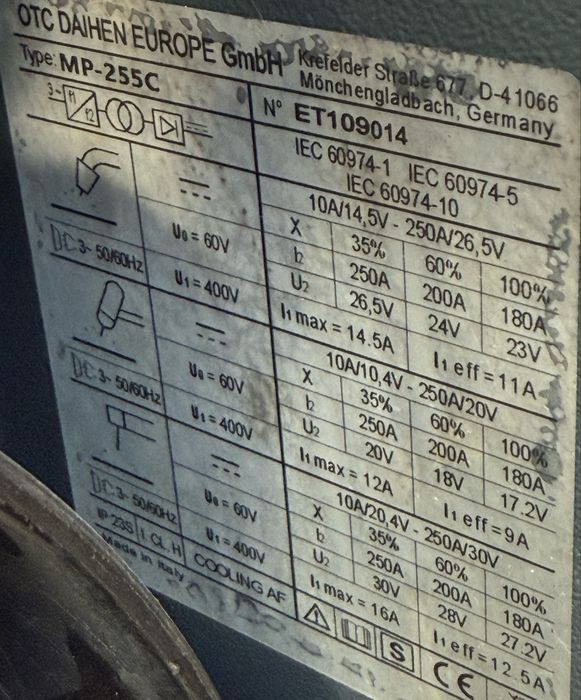 OTC DAIHEN EUROPE GmbH Krefelder Straße 677, D-41066
Mönchengladbach, Germany
Type: MP-255C N° ET109014
3~ f1 f2
IEC 60974-1 IEC 60974-5
IEC 60974-10
10A/14,5V - 250A/26,5V
X 35% 60% 100%
U0 = 60V I2 250A 200A 180A
U2 26,5V 24V 23V
DC 3~ 50/60Hz U1 = 400V I1 max = 14.5A I1 eff = 11A
10A/10,4V - 250A/20V
X 35% 60% 100%
U0 = 60V I2 250A 200A 180A
U2 20V 18V 17.2V
DC 3~ 50/60Hz U1 = 400V I1 max = 12A I1 eff = 9A
10A/20,4V - 250A/30V
X 35% 60% 100%
U0 = 60V I2 250A 200A 180A
U2 30V 28V 27.2V
DC 3~ 50/60Hz U1 = 400V I1 max = 16A I1 eff = 12.5A
IP 23S I. CL. H COOLING AF S CE
Made in Italy